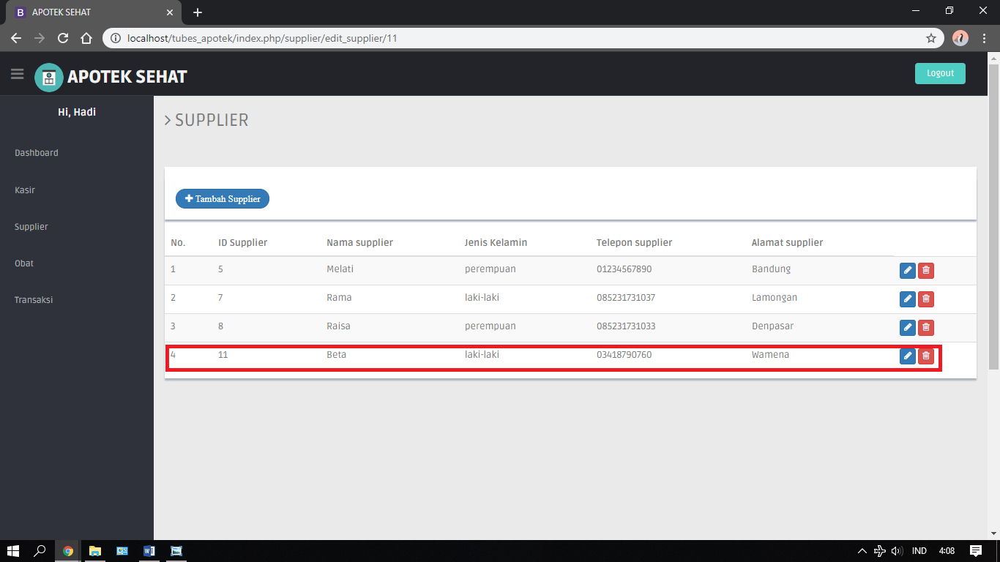 B APOTEK SEHAT
localhost/tubes_apotek/index.php/supplier/edit_supplier/11
APOTEK SEHAT
Logout
Hi, Hadi
Dashboard
Kasir
Supplier
Obat
Transaksi
> SUPPLIER
+ Tambah Supplier
No. ID Supplier Nama supplier Jenis Kelamin Telepon supplier Alamat supplier
1 5 Melati perempuan 01234567890 Bandung
2 7 Rama laki-laki 085231731037 Lamongan
3 8 Raisa perempuan 085231731033 Denpasar
4 11 Beta laki-laki 03418790760 Wamena
IND 4:08